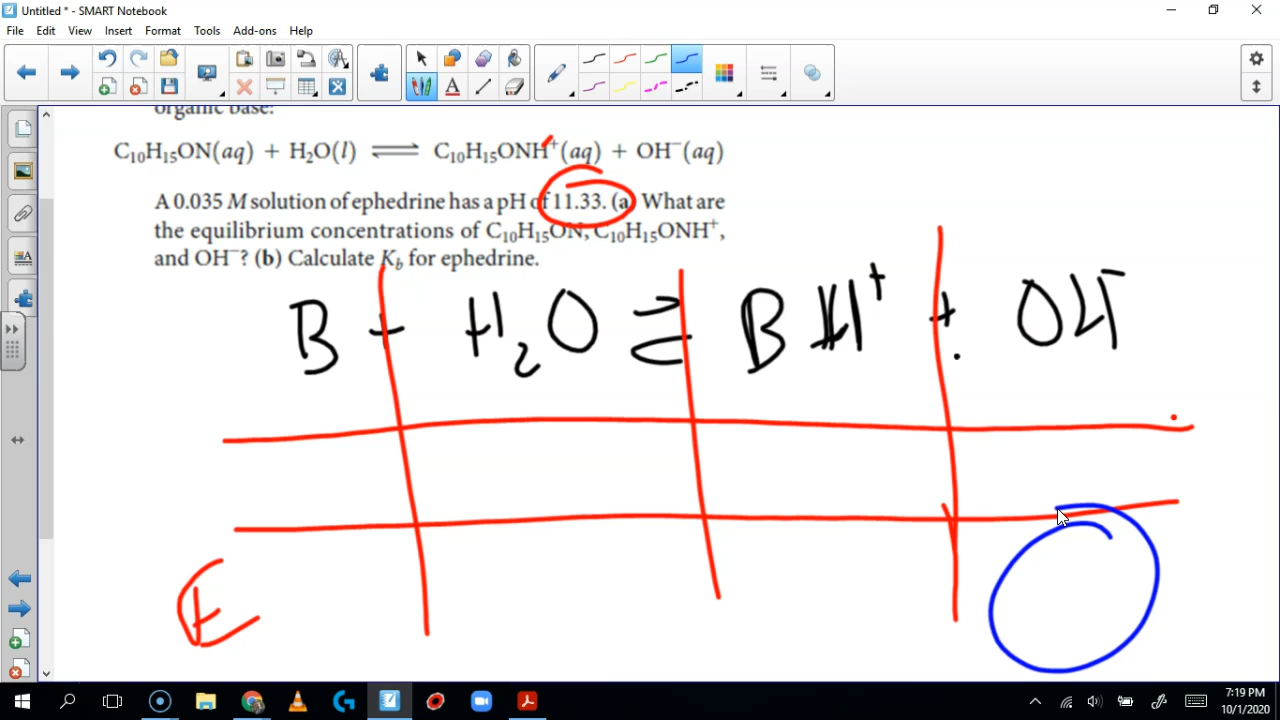 Untitled * - SMART Notebook
File Edit View Insert Format Tools Add-ons Help
organic base:
C₁₀H₁₅ON(aq) + H₂O(l) ⇌ C₁₀H₁₅ONH⁺(aq) + OH⁻(aq)
A 0.035 M solution of ephedrine has a pH of 11.33. (a) What are
the equilibrium concentrations of C₁₀H₁₅ON, C₁₀H₁₅ONH⁺,
and OH⁻? (b) Calculate Kb for ephedrine.
B + H₂O ⇌ BH⁺ + OH⁻
E
7:19 PM
10/1/2020